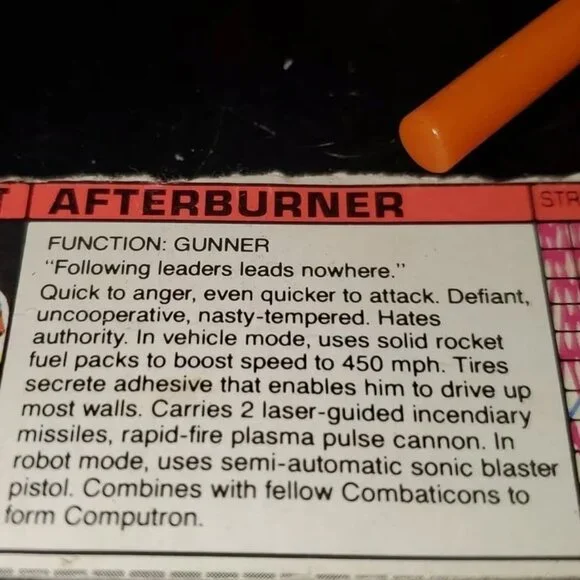 T AFTERBURNER STR
FUNCTION: GUNNER
"Following leaders leads nowhere."
Quick to anger, even quicker to attack. Defiant,
uncooperative, nasty-tempered. Hates
authority. In vehicle mode, uses solid rocket
fuel packs to boost speed to 450 mph. Tires
secrete adhesive that enables him to drive up
most walls. Carries 2 laser-guided incendiary
missiles, rapid-fire plasma pulse cannon. In
robot mode, uses semi-automatic sonic blaster
pistol. Combines with fellow Combaticons to
form Computron.